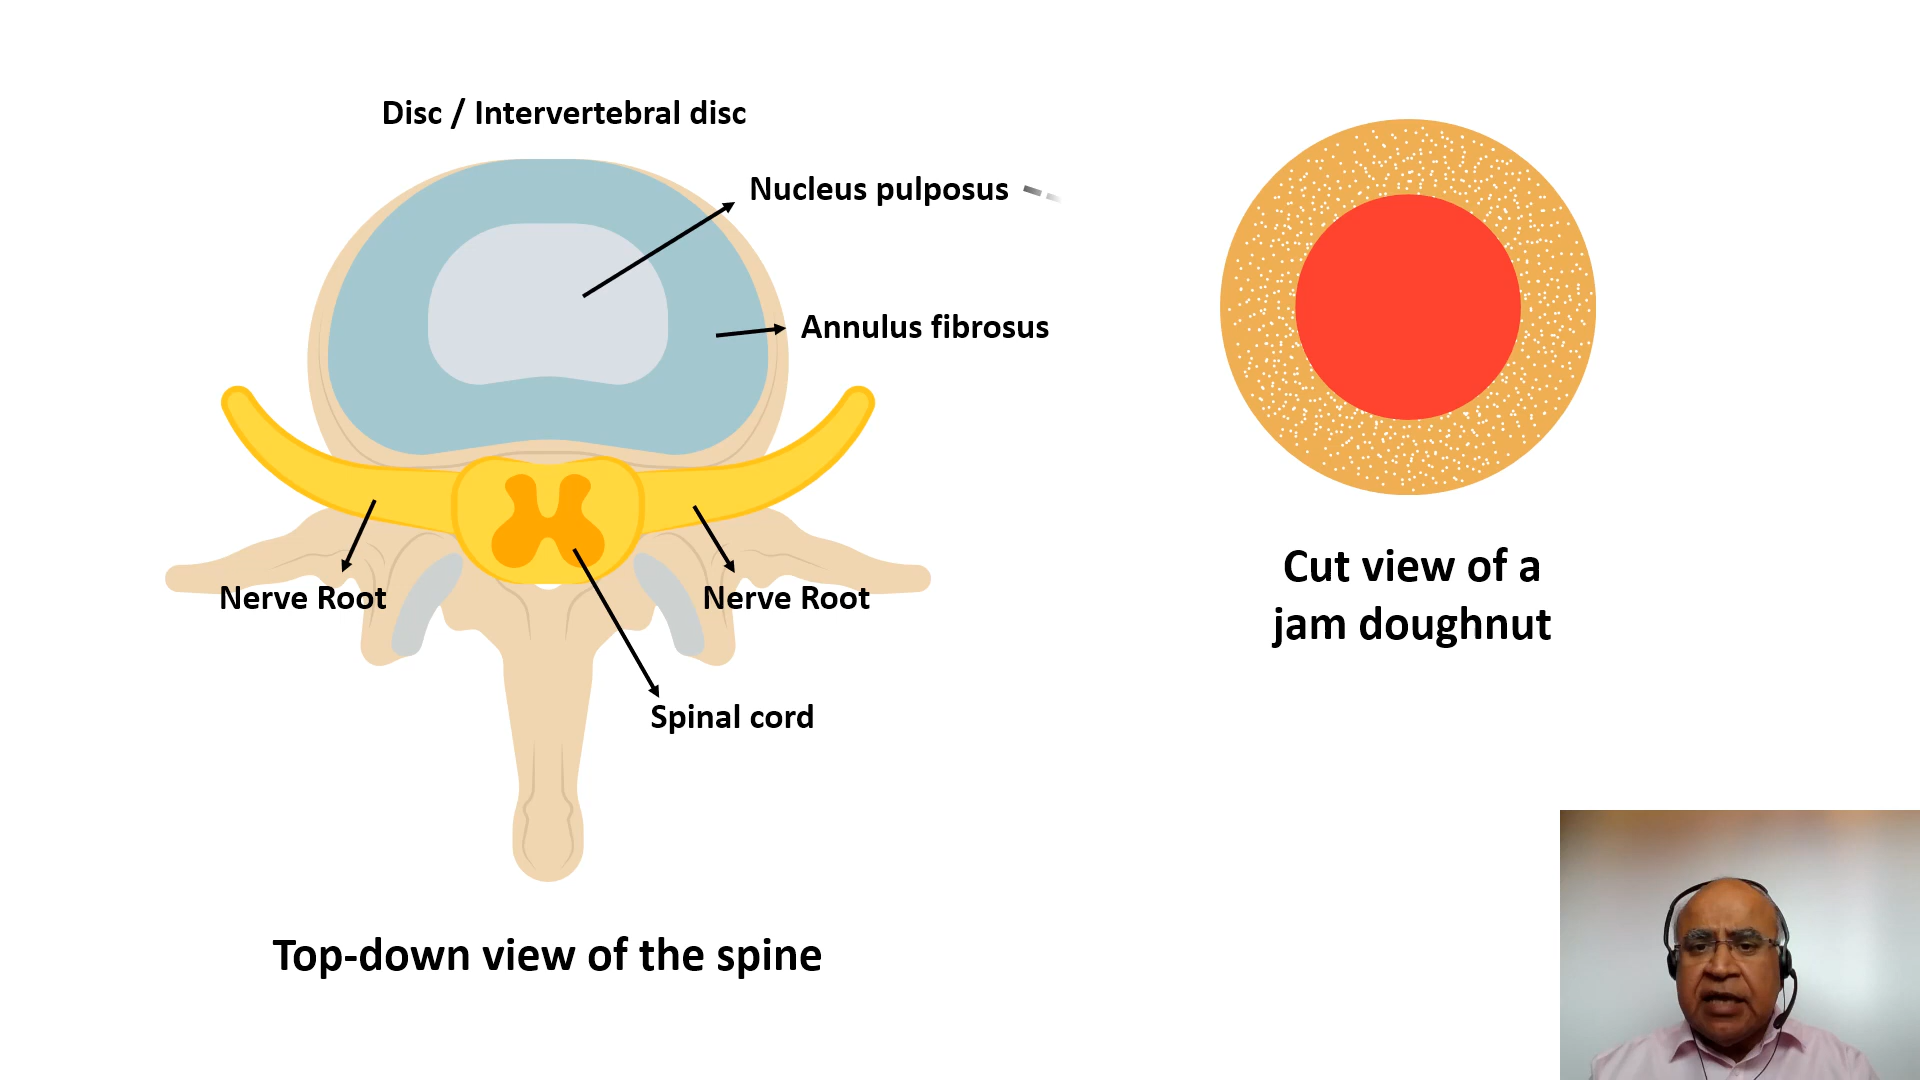 Disc / Intervertebral disc
Nucleus pulposus
Annulus fibrosus
Nerve Root
Nerve Root
Spinal cord
Top-down view of the spine
Cut view of a
jam doughnut